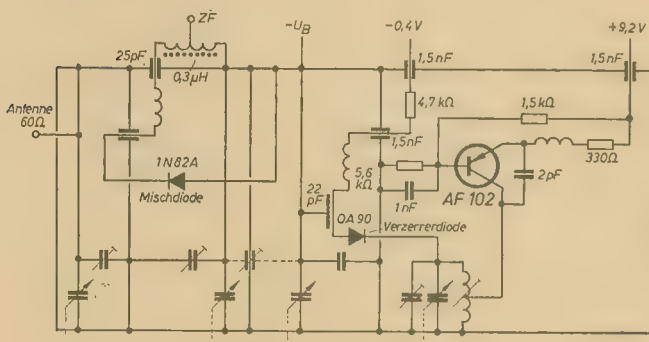 ZF
-U_B
-0,4V
+9,2V
25pF
0,3µH
1,5nF
1,5nF
Antenne
60Ω
4,7kΩ
1,5kΩ
1,5nF
1N82A
Mischdiode
5,6
kΩ
330Ω
22
pF
1nF
AF 102
2pF
OA 90
Verzerrerdiode